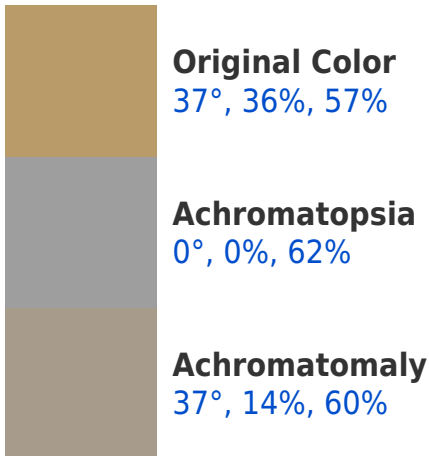 Original Color
37°, 36%, 57%
Achromatopsia
0°, 0%, 62%
Achromatomaly
37°, 14%, 60%